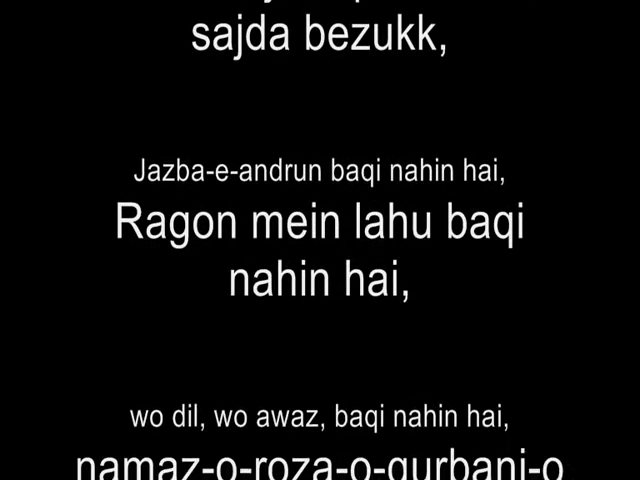 sajda bezukk,
Jazba-e-andrun baqi nahin hai,
Ragon mein lahu baqi
nahin hai,
wo dil, wo awaz, baqi nahin hai,
namaz-o-roza-o-qurbani-o